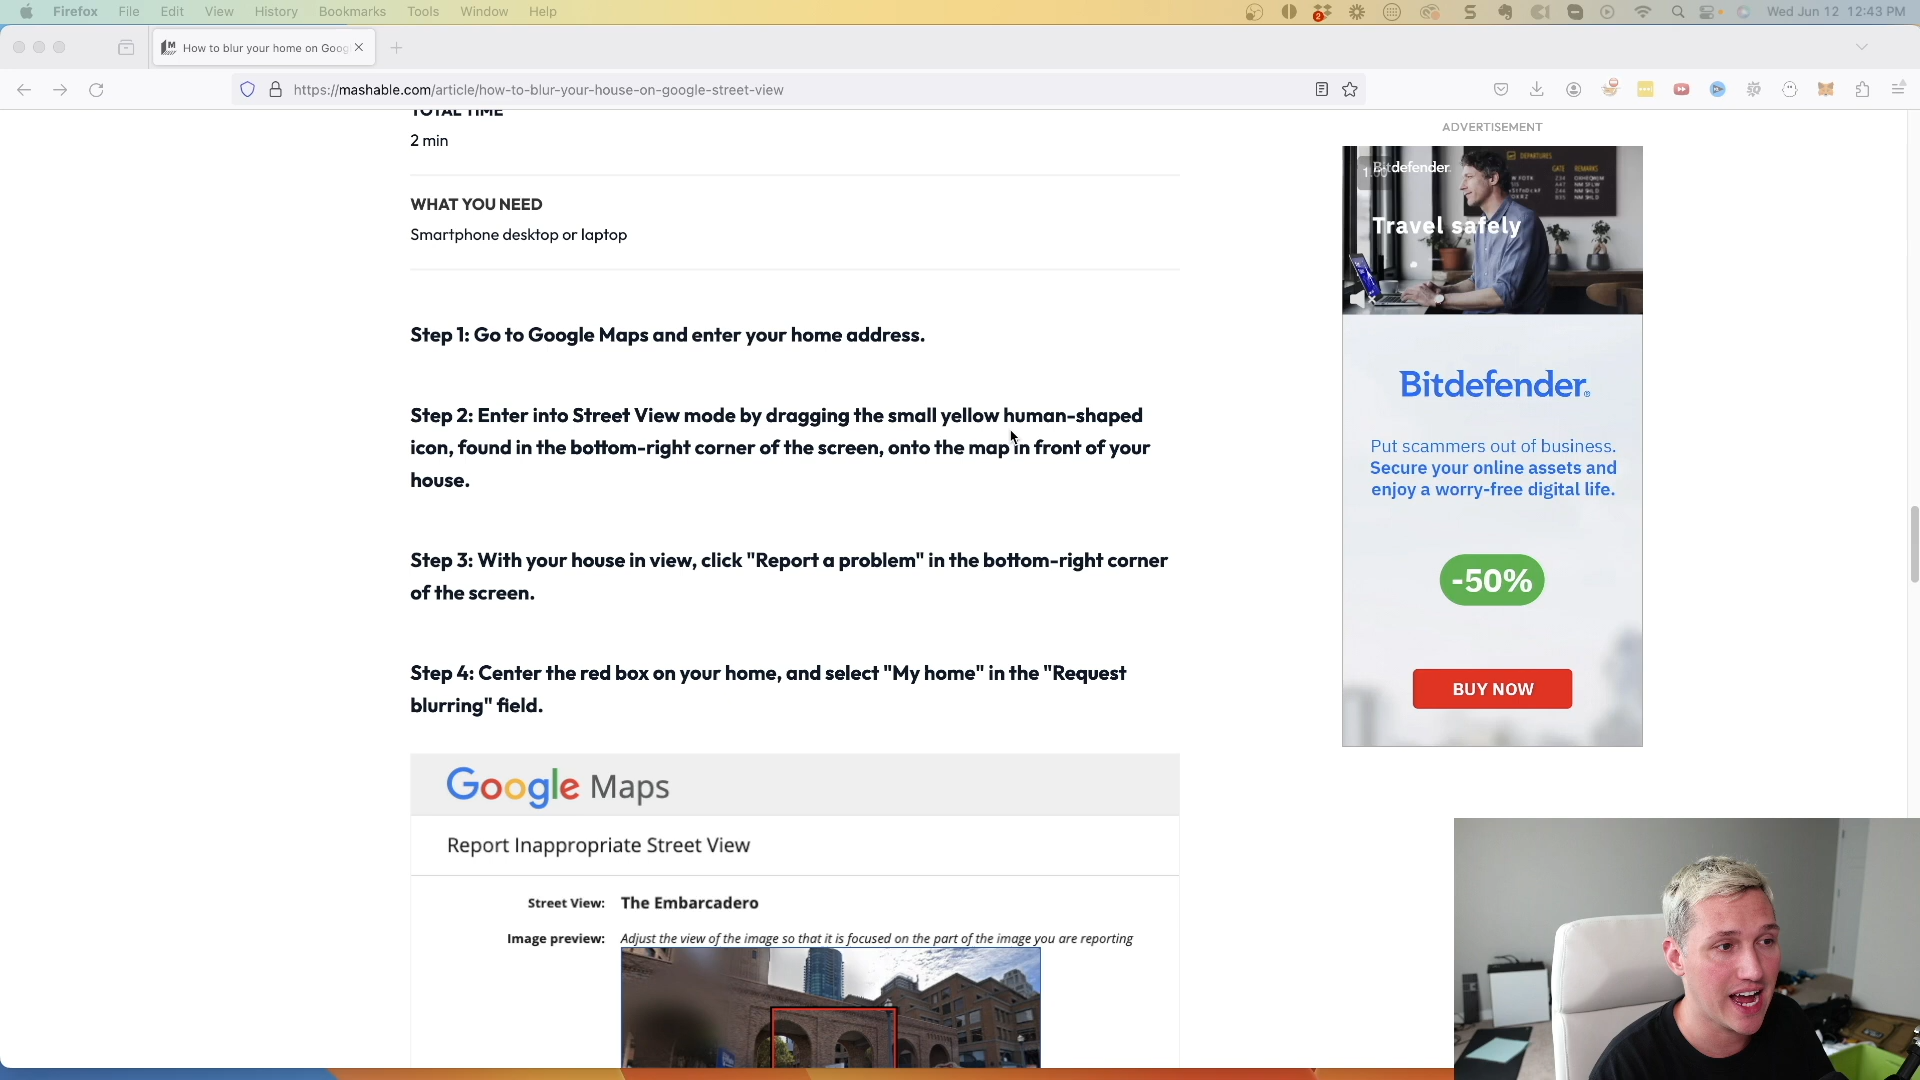 Firefox File Edit View History Bookmarks Tools Window Help
2
Wed Jun 12 12:43 PM
How to blur your home on Goog
https://mashable.com/article/how-to-blur-your-house-on-google-street-view
TOTAL TIME
2 min
WHAT YOU NEED
Smartphone desktop or laptop
Step 1: Go to Google Maps and enter your home address.
Step 2: Enter into Street View mode by dragging the small yellow human-shaped
icon, found in the bottom-right corner of the screen, onto the map in front of your
house.
Step 3: With your house in view, click "Report a problem" in the bottom-right corner
of the screen.
Step 4: Center the red box on your home, and select "My home" in the "Request
blurring" field.
Google Maps
Report Inappropriate Street View
Street View: The Embarcadero
Image preview: Adjust the view of the image so that it is focused on the part of the image you are reporting
ADVERTISEMENT
Bitdefender
DEPARTURES
GATE REMARKS
Travel safely
Bitdefender®
Put scammers out of business.
Secure your online assets and
enjoy a worry-free digital life.
-50%
BUY NOW